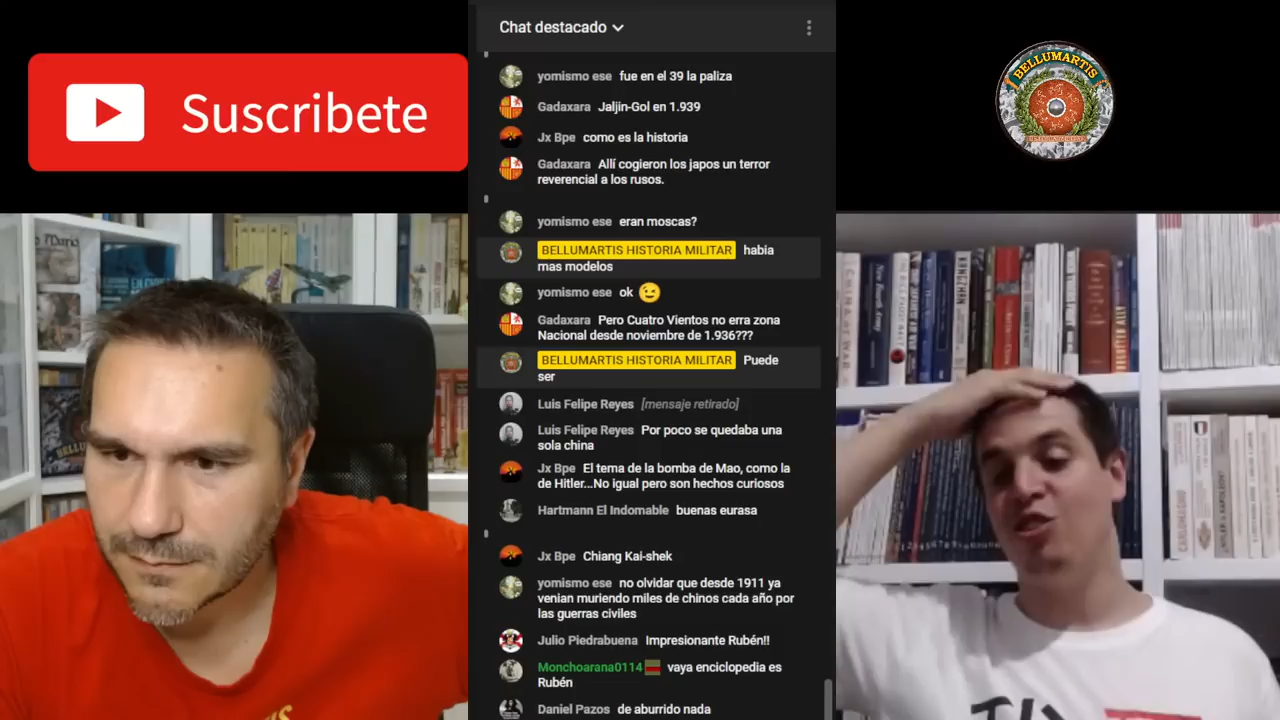 Suscribete
Chat destacado
yomismo ese fue en el 39 la paliza
Gadaxara Jaljin-Gol en 1.939
Jx Bpe como es la historia
Gadaxara Allí cogieron los japos un terror
reverencial a los rusos.
yomismo ese eran moscas?
BELLUMARTIS HISTORIA MILITAR habia
mas modelos
yomismo ese ok 😉
Gadaxara Pero Cuatro Vientos no erra zona
Nacional desde noviembre de 1.936???
BELLUMARTIS HISTORIA MILITAR Puede
ser
Luis Felipe Reyes [mensaje retirado]
Luis Felipe Reyes Por poco se quedaba una
sola china
Jx Bpe El tema de la bomba de Mao, como la
de Hitler...No igual pero son hechos curiosos
Hartmann El Indomable buenas eurasa
Jx Bpe Chiang Kai-shek
yomismo ese no olvidar que desde 1911 ya
venian muriendo miles de chinos cada año por
las guerras civiles
Julio Piedrabuena Impresionante Rubén!!
Monchoarana0114 vaya enciclopedia es
Rubén
Daniel Pazos de aburrido nada
BELLUMARTIS
CHINA AT WAR